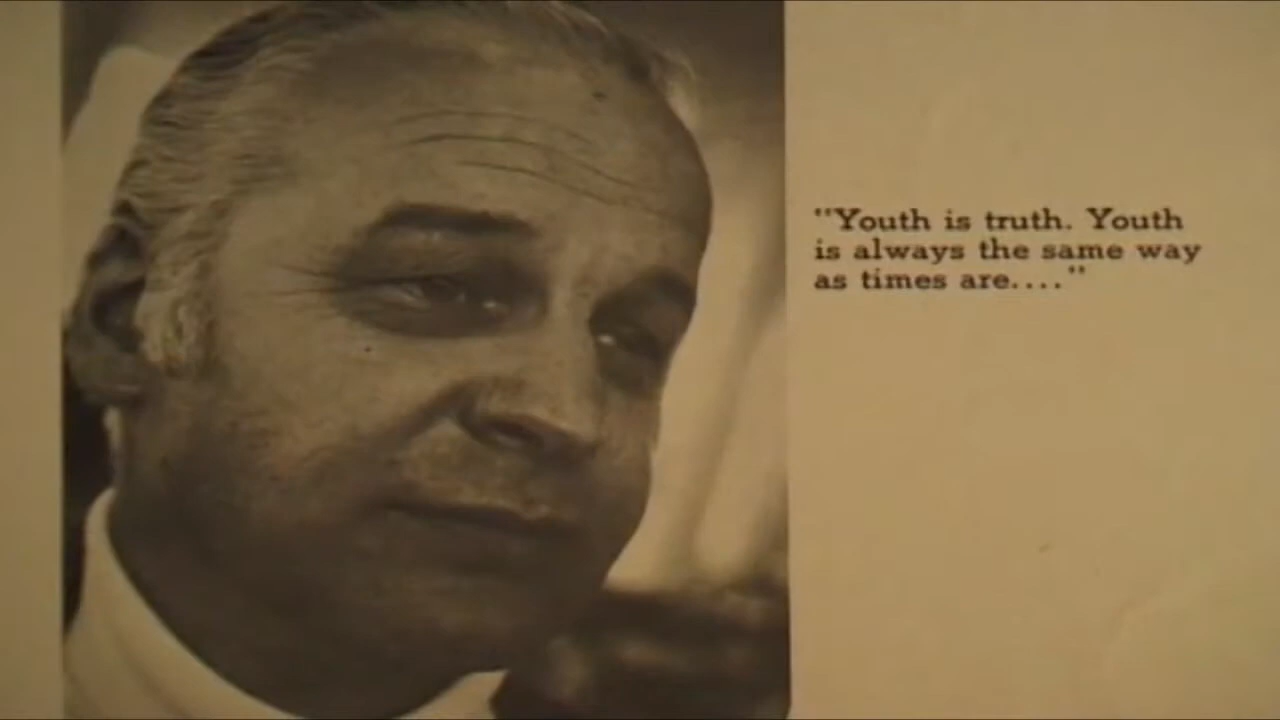 "Youth is truth. Youth
is always the same way
as times are...."